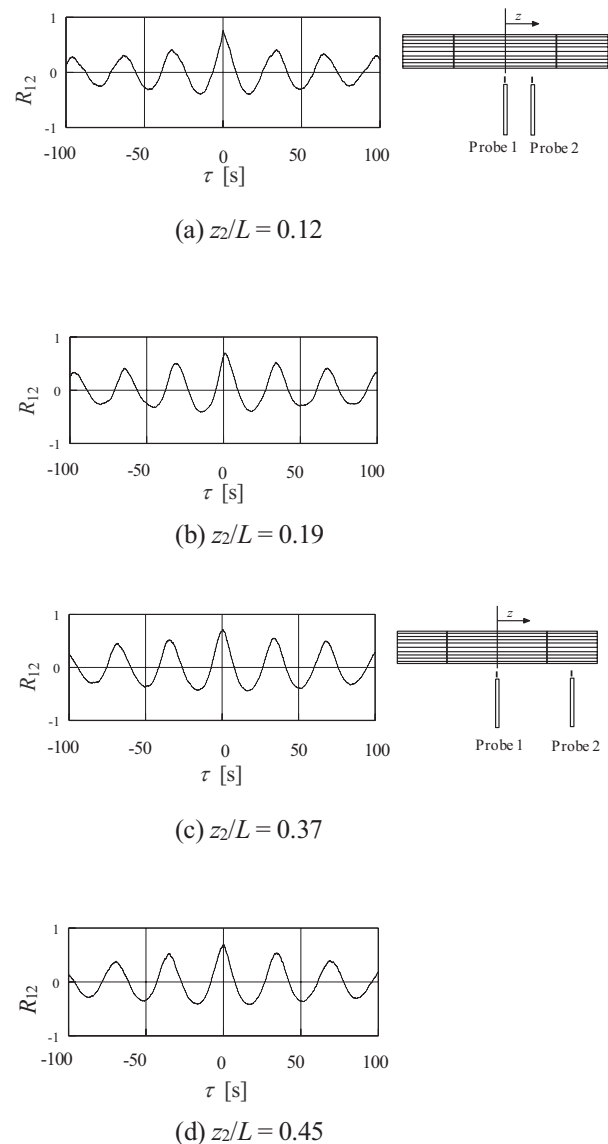 1
R12
0
-1
-100 -50 0 50 100
τ [s]
z
Probe 1 Probe 2
(a) z2/L = 0.12
1
R12
0
-1
-100 -50 0 50 100
τ [s]
(b) z2/L = 0.19
1
R12
0
-1
-100 -50 0 50 100
τ [s]
z
Probe 1 Probe 2
(c) z2/L = 0.37
1
R12
0
-1
-100 -50 0 50 100
τ [s]
(d) z2/L = 0.45